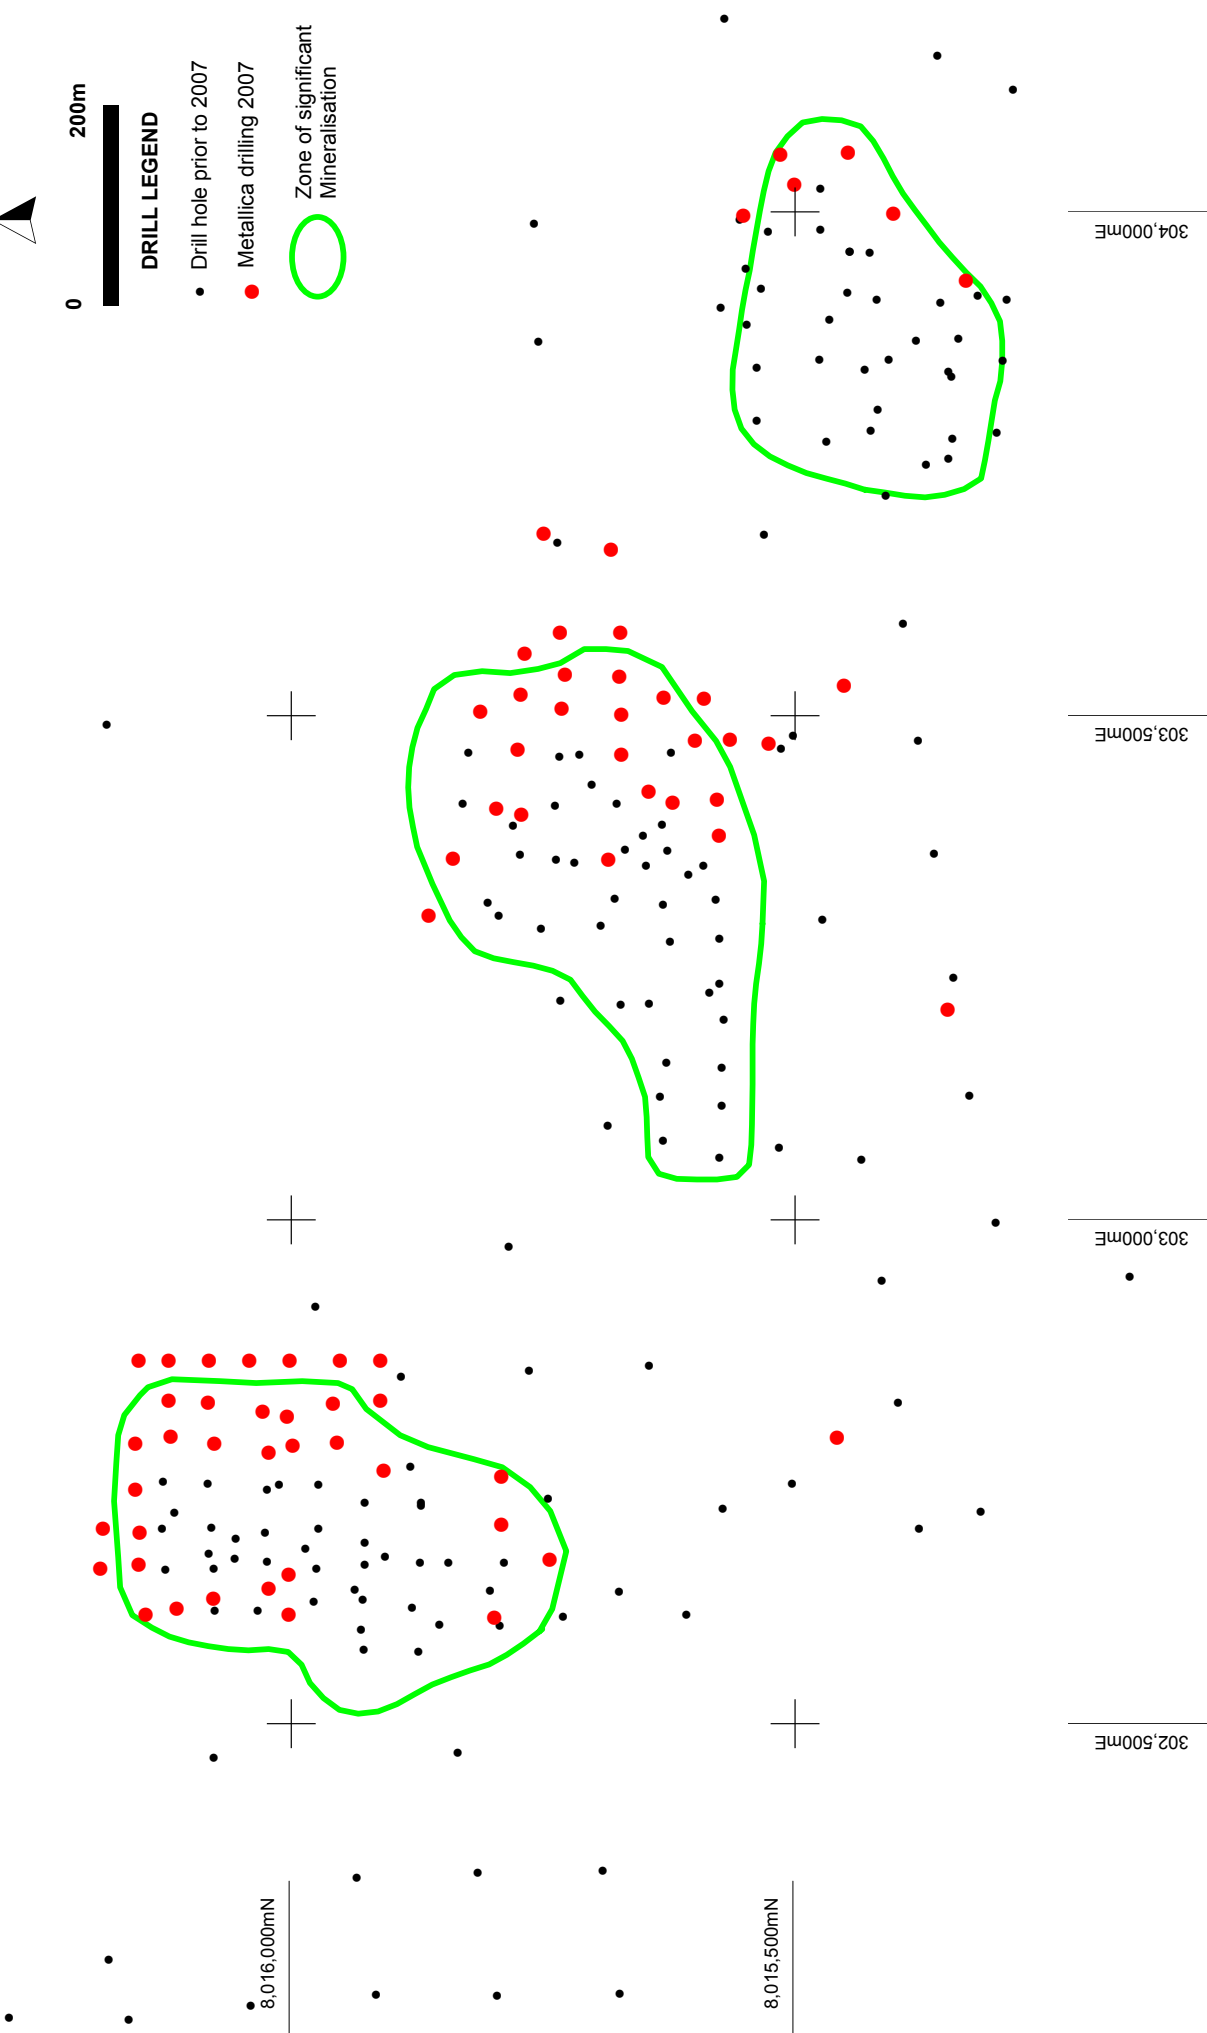 0 200m
DRILL LEGEND
Drill hole prior to 2007
Metallica drilling 2007
Zone of significant
Mineralisation
304,000mE
303,500mE
303,000mE
302,500mE
8,016,000mN
8,015,500mN